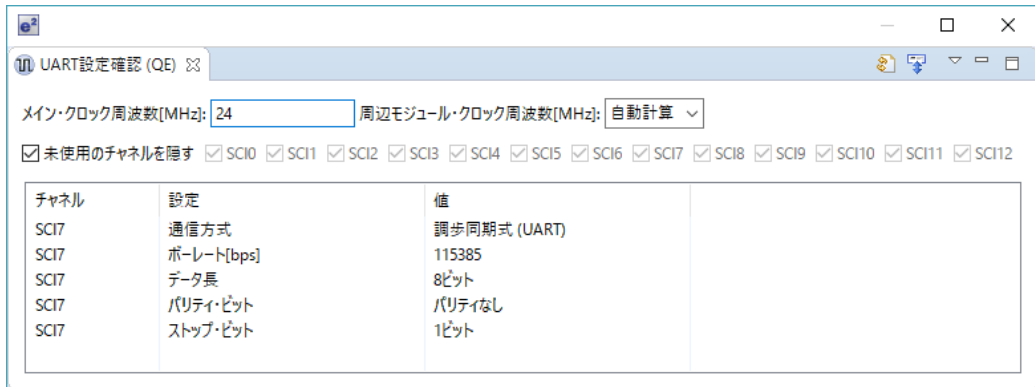 e²
UART設定確認 (QE)
メイン・クロック周波数[MHz]: 24 周辺モジュール・クロック周波数[MHz]: 自動計算
未使用のチャネルを隠す SCI0 SCI1 SCI2 SCI3 SCI4 SCI5 SCI6 SCI7 SCI8 SCI9 SCI10 SCI11 SCI12
チャネル 設定 値
SCI7 通信方式 調歩同期式 (UART)
SCI7 ボーレート[bps] 115385
SCI7 データ長 8ビット
SCI7 パリティ・ビット パリティなし
SCI7 ストップ・ビット 1ビット